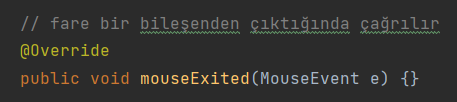 // fare bir bileşenden çıktığında çağrılır
@Override
public void mouseExited(MouseEvent e) {}